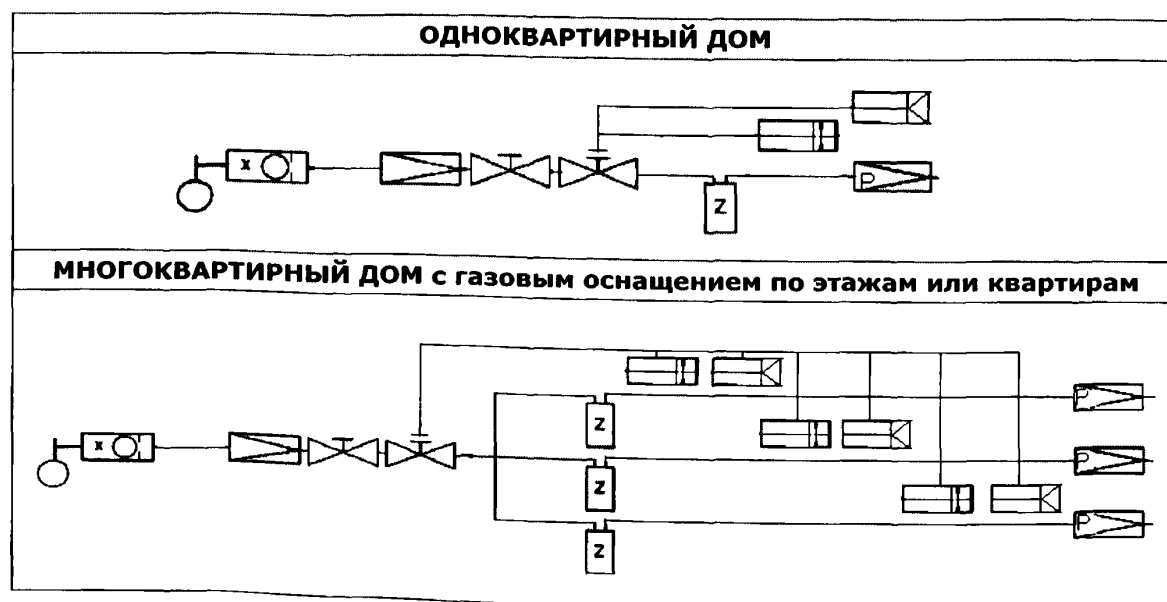 ОДНОКВАРТИРНЫЙ ДОМ
x
P
Z
МНОГОКВАРТИРНЫЙ ДОМ с газовым оснащением по этажам или квартирам
P
Z
x
P
Z
P
Z